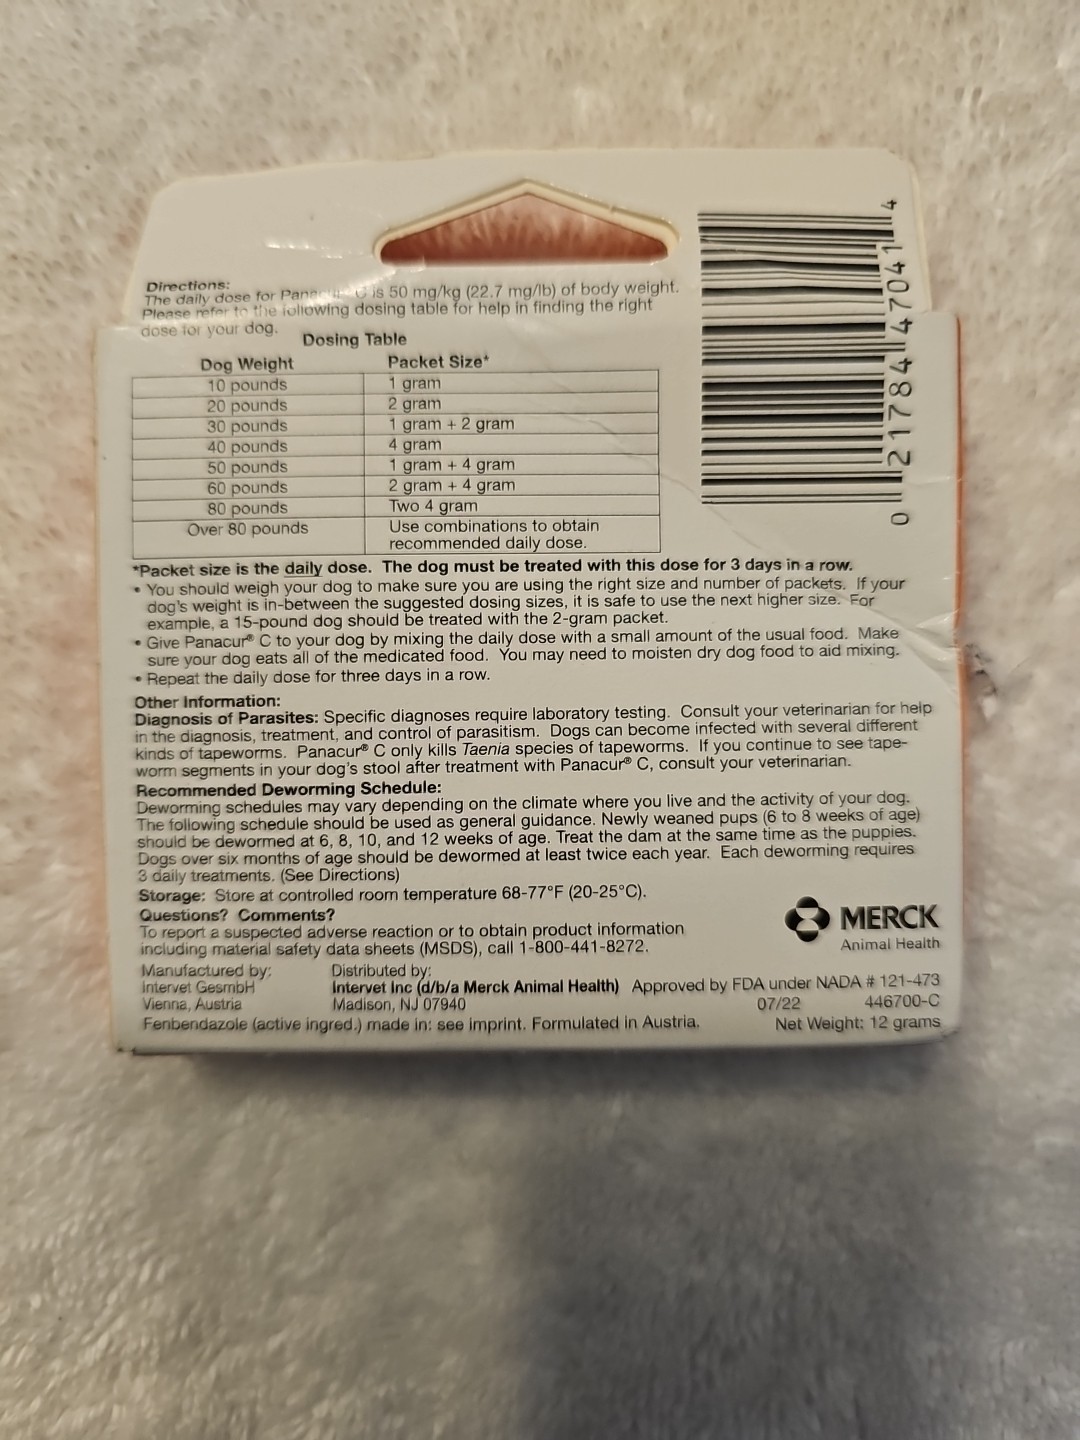 Directions:
The daily dose for Panacur® C is 50 mg/kg (22.7 mg/lb) of body weight.
Please refer to the following dosing table for help in finding the right
dose for your dog.
Dosing Table
Dog Weight Packet Size*
10 pounds 1 gram
20 pounds 2 gram
30 pounds 1 gram + 2 gram
40 pounds 4 gram
50 pounds 1 gram + 4 gram
60 pounds 2 gram + 4 gram
80 pounds Two 4 gram
Over 80 pounds Use combinations to obtain
recommended daily dose.
*Packet size is the daily dose. The dog must be treated with this dose for 3 days in a row.
• You should weigh your dog to make sure you are using the right size and number of packets. If your
dog's weight is in-between the suggested dosing sizes, it is safe to use the next higher size. For
example, a 15-pound dog should be treated with the 2-gram packet.
• Give Panacur® C to your dog by mixing the daily dose with a small amount of the usual food. Make
sure your dog eats all of the medicated food. You may need to moisten dry dog food to aid mixing.
• Repeat the daily dose for three days in a row.
Other Information:
Diagnosis of Parasites: Specific diagnoses require laboratory testing. Consult your veterinarian for help
in the diagnosis, treatment, and control of parasitism. Dogs can become infected with several different
kinds of tapeworms. Panacur® C only kills Taenia species of tapeworms. If you continue to see tape-
worm segments in your dog's stool after treatment with Panacur® C, consult your veterinarian.
Recommended Deworming Schedule:
Deworming schedules may vary depending on the climate where you live and the activity of your dog.
The following schedule should be used as general guidance. Newly weaned pups (6 to 8 weeks of age)
should be dewormed at 6, 8, 10, and 12 weeks of age. Treat the dam at the same time as the puppies.
Dogs over six months of age should be dewormed at least twice each year. Each deworming requires
3 daily treatments. (See Directions)
Storage: Store at controlled room temperature 68-77°F (20-25°C).
Questions? Comments?
To report a suspected adverse reaction or to obtain product information
including material safety data sheets (MSDS), call 1-800-441-8272.
MERCK
Animal Health
Manufactured by:
Intervet GesmbH
Vienna, Austria
Distributed by:
Intervet Inc (d/b/a Merck Animal Health)
Madison, NJ 07940
Approved by FDA under NADA # 121-473
07/22 446700-C
Fenbendazole (active ingred.) made in: see imprint. Formulated in Austria.
Net Weight: 12 grams
0 21784 47041 4